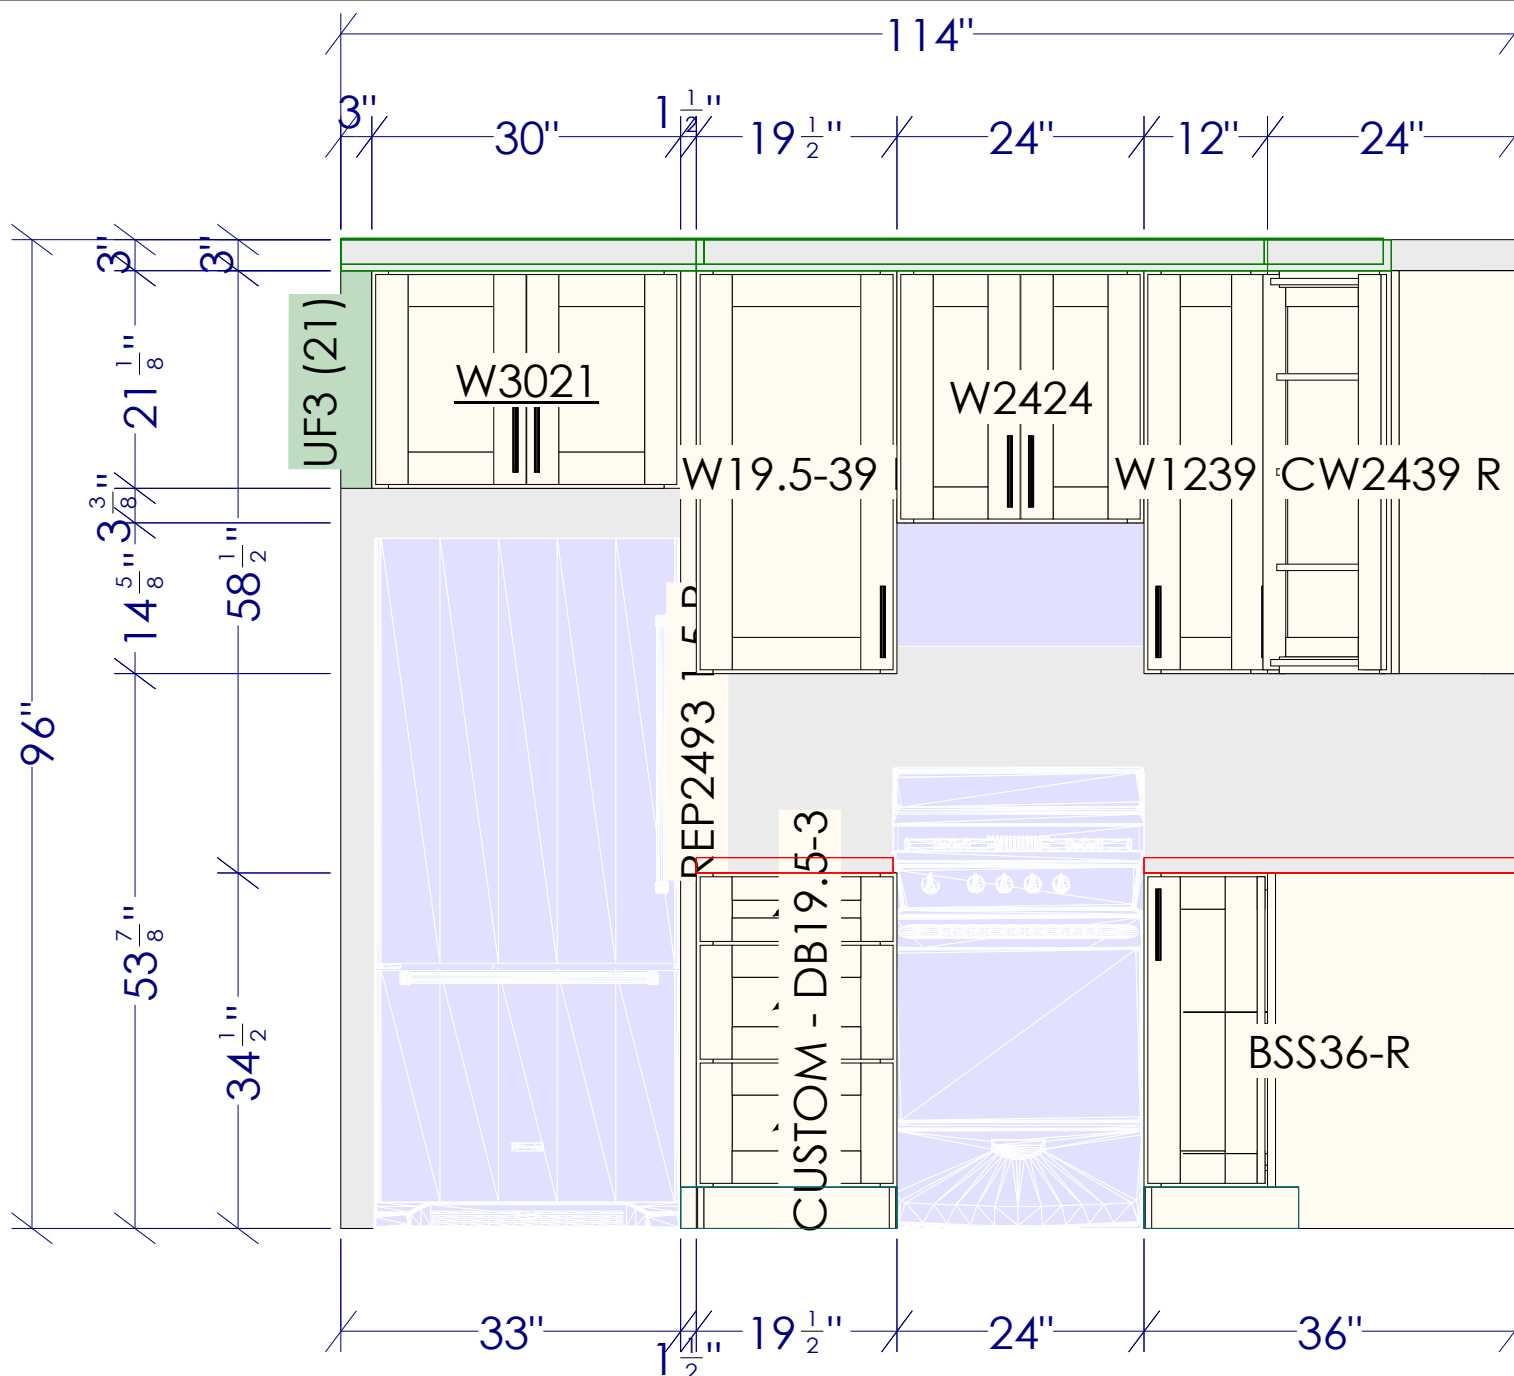 114"
3"
30"
1 1/2"
19 1/2"
24"
12"
24"
3"
3"
UF3 (21)
21 1/8"
W3021
W2424
W19.5-39
W1239
CW2439 R
3 3/8"
58 1/2"
14 5/8"
96"
REP2493 1.5 R
CUSTOM - DB19.5-3
53 7/8"
34 1/2"
BSS36-R
33"
1 1/2"
19 1/2"
24"
36"